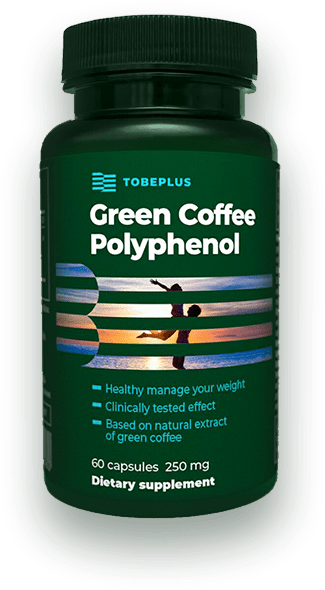 TOBEPLUS
Green Coffee
Polyphenol
Healthy manage your weight
Clinically tested effect
Based on natural extract
of green coffee
60 capsules 250 mg
Dietary supplement